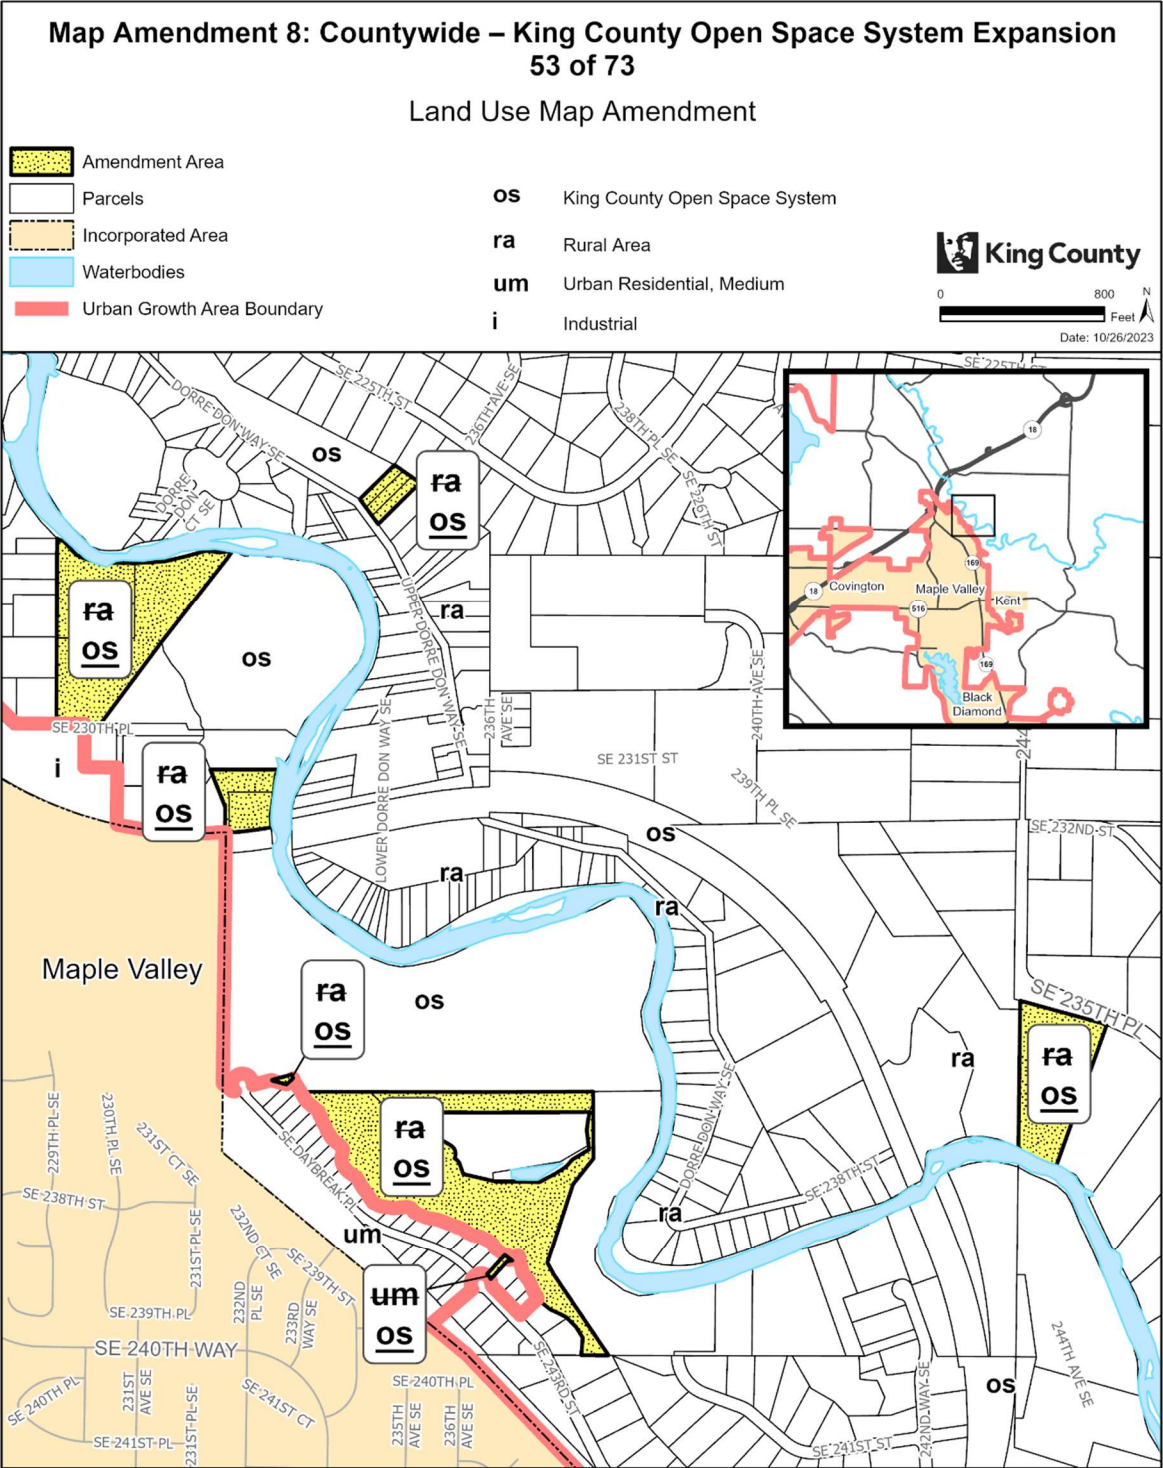 Map Amendment 8: Countywide – King County Open Space System Expansion
53 of 73
Land Use Map Amendment
Amendment Area
Parcels
Incorporated Area
Waterbodies
Urban Growth Area Boundary
os King County Open Space System
ra Rural Area
um Urban Residential, Medium
i Industrial
King County
0 800
Feet
N
Date: 10/26/2023
SE 225TH ST
DORRE DON WAY SE
SE 225TH ST
236TH AVE SE
238TH PL SE
SE 226TH ST
os
ra
os
DORRE
DON
CT SE
18
169
18
Covington
Maple Valley
Kent
516
169
Black
Diamond
ra
os
os
UPPER DORRE DON WAY SE
ra
LOWER DORRE DON WAY SE
236TH
AVE SE
240TH AVE SE
SE 230TH PL
i
ra
os
SE 231ST ST
239TH PL SE
244
SE 232ND ST
os
ra
ra
Maple Valley
ra
os
os
SE 235TH PL
ra
ra
os
DORRE DON WAY SE
SE 238TH ST
ra
ra
os
SE DAYBREAK PL
um
um
os
229TH PL SE
230TH PL SE
231ST CT SE
SE 238TH ST
231ST PL SE
232ND CT SE
SE 239TH ST
232ND
PL SE
233RD
WAY SE
SE 239TH PL
SE 240TH WAY
SE 240TH PL
231ST
AVE SE
231ST PL SE
SE 241ST CT
SE 241ST PL
SE 240TH PL
235TH
AVE SE
236TH
AVE SE
SE 243RD ST
SE 241ST ST
242ND WAY SE
os
244TH AVE SE